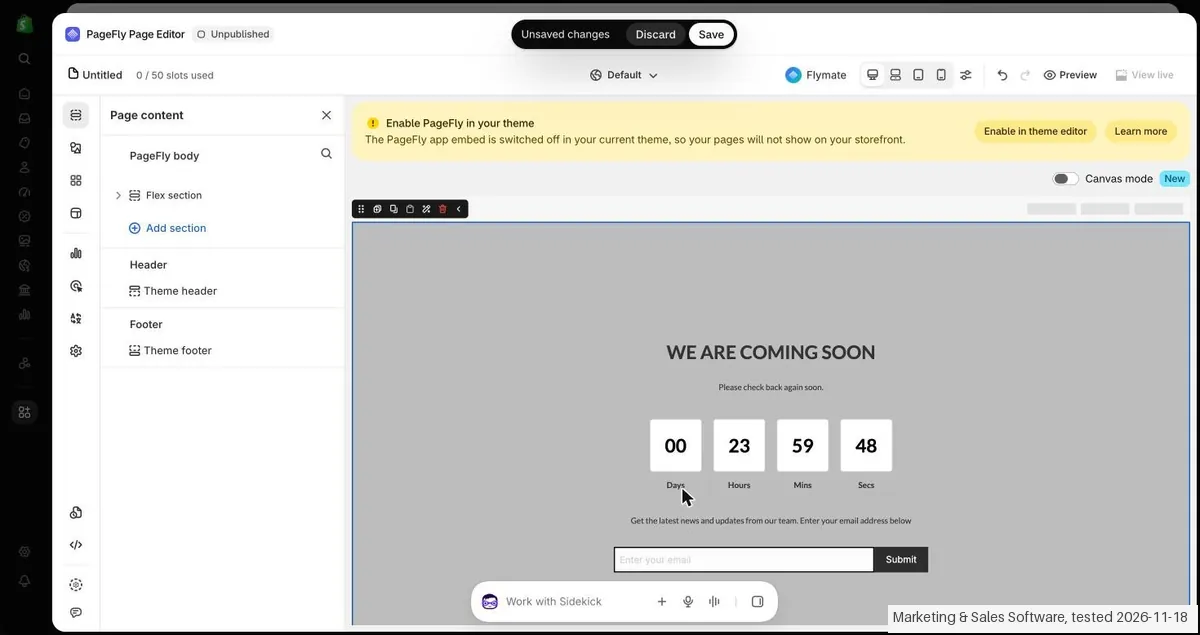 PageFly Page Editor
Unpublished
Unsaved changes
Discard
Save
Untitled
0 / 50 slots used
Default
Flymate
Preview
View live
Page content
PageFly body
Flex section
Add section
Header
Theme header
Footer
Theme footer
Enable PageFly in your theme
The PageFly app embed is switched off in your current theme, so your pages will not show on your storefront.
Enable in theme editor
Learn more
Canvas mode
New
WE ARE COMING SOON
Please check back again soon.
00 23 59 48
Days Hours Mins Secs
Get the latest news and updates from our team. Enter your email address below
Enter your email
Submit
Work with Sidekick
Marketing & Sales Software, tested 2026-11-18